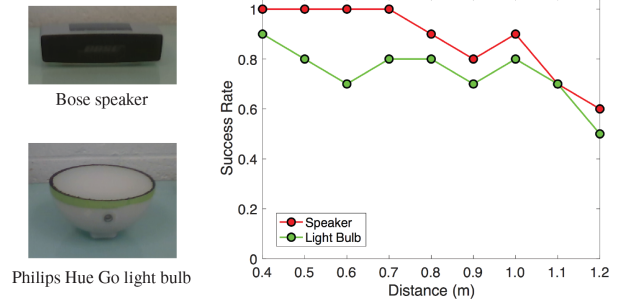 Bose speaker
Philips Hue Go light bulb
Success Rate
1
0.8
0.6
0.4
0.2
0
Speaker
Light Bulb
0.4 0.5 0.6 0.7 0.8 0.9 1.0 1.1 1.2
Distance (m)